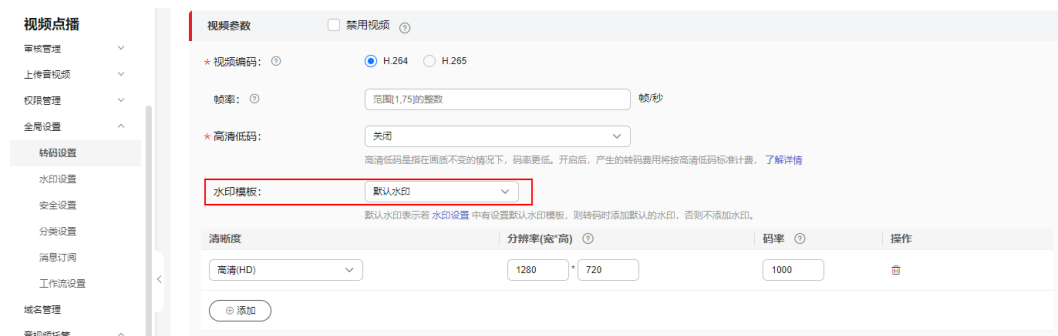 视频点播
审核管理
上传音视频
权限管理
全局设置
转码设置
水印设置
安全设置
分类设置
消息订阅
工作流设置
域名管理
音视频托管
视频参数 禁用视频 ?
* 视频编码： ? H.264 H.265
帧率： ? 范围[1,75]的整数 帧/秒
* 高清低码： 关闭
高清低码是指在画质不变的情况下，码率更低。开启后，产生的转码费用将按高清低码标准计费， 了解详情
水印模板： 默认水印
默认水印表示若 水印设置 中有设置默认水印模板，则转码时添加默认的水印，否则不添加水印。
清晰度 分辨率(宽*高) ? 码率 ? 操作
高清(HD) 1280 * 720 1000
添加